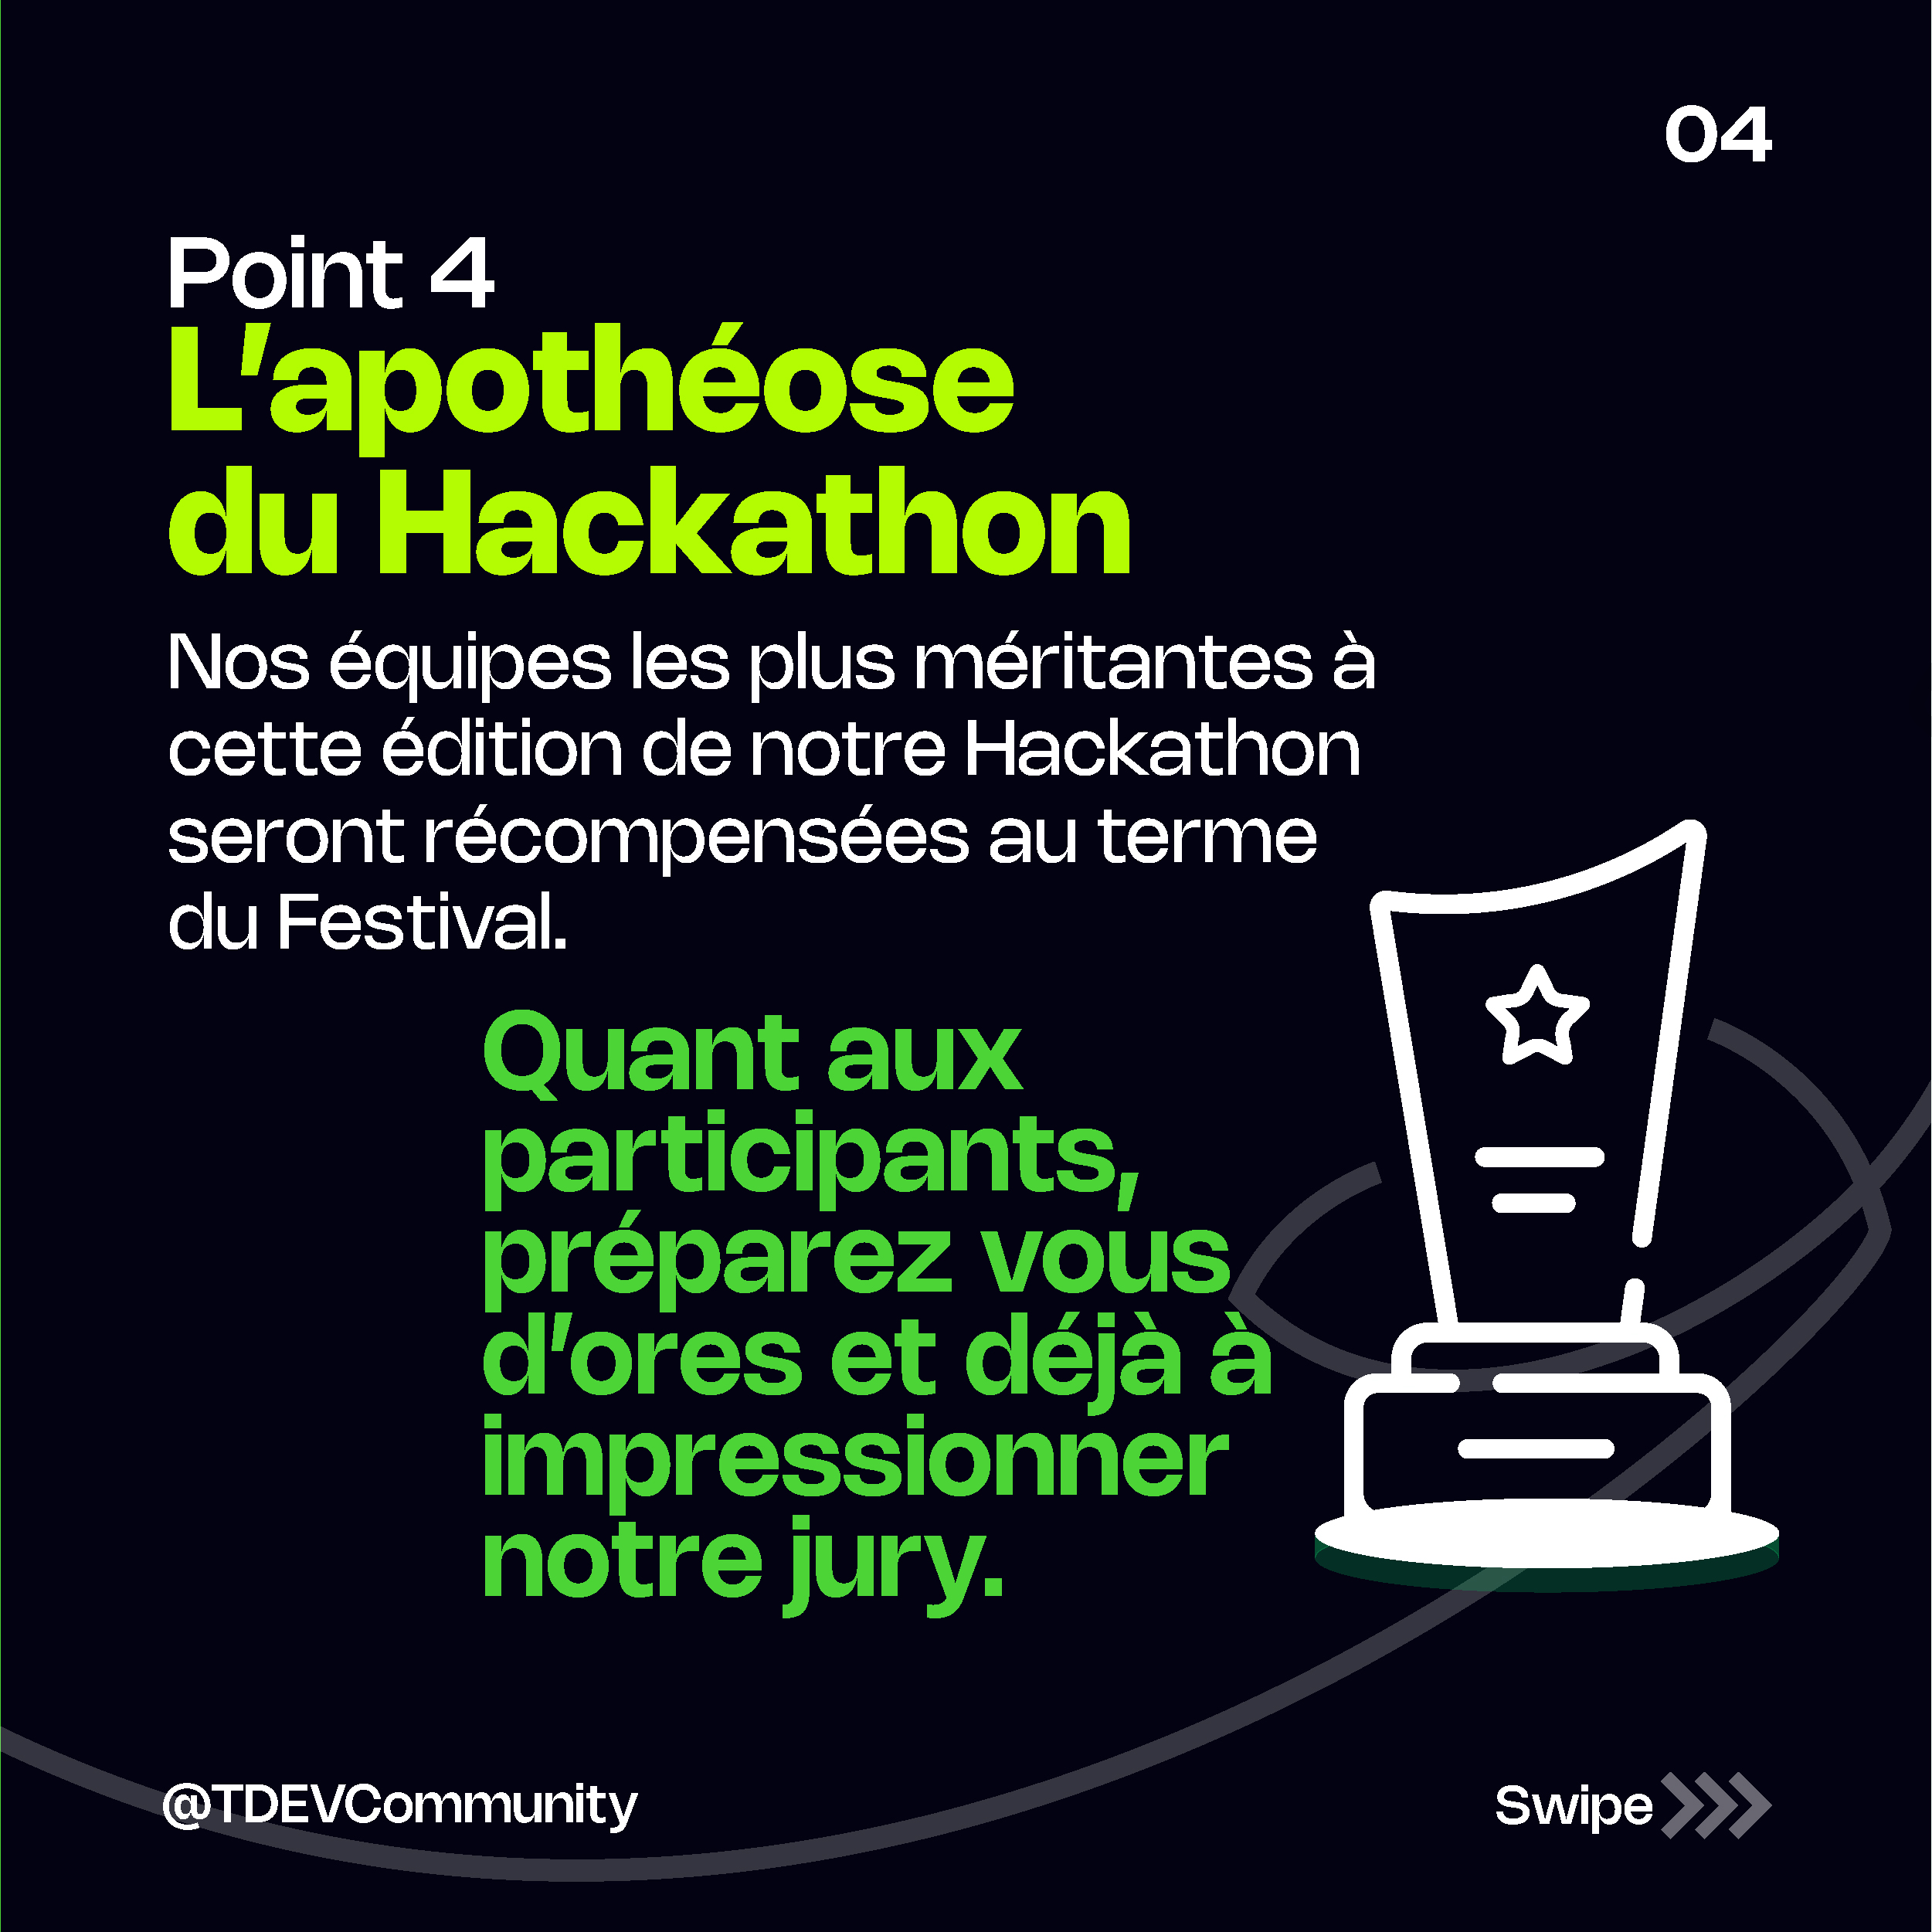 04
Point 4
L'apothéose
du Hackathon
Nos équipes les plus méritantes à
cette édition de notre Hackathon
seront récompensées au terme
du Festival.
Quant aux
participants,
préparez vous
d'ores et déjà à
impressionner
notre jury.
@TDEVCommunity
Swipe